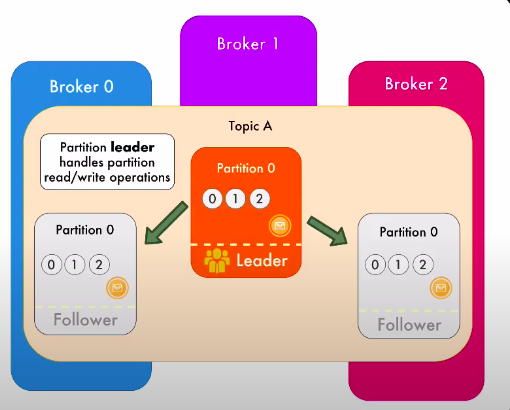 Broker 1
Broker 0
Broker 2
Topic A
Partition leader
handles partition
read/write operations
Partition 0
0 1 2
Leader
Partition 0
0 1 2
Follower
Partition 0
0 1 2
Follower